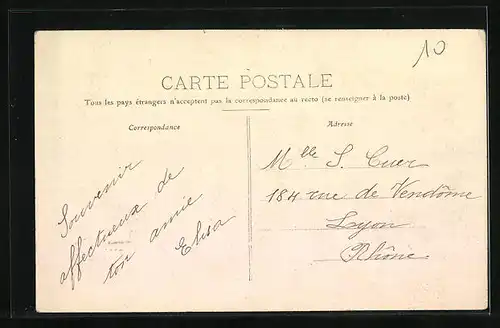 10
CARTE POSTALE
Tous les pays étrangers n'acceptent pas la correspondance au recto (se renseigner à la poste)
Correspondance
Souvenir
affectueux de
ton amie
Elisa
Adresse
Mlle S. Cuer
184 rue de Vendôme
Lyon
Rhône